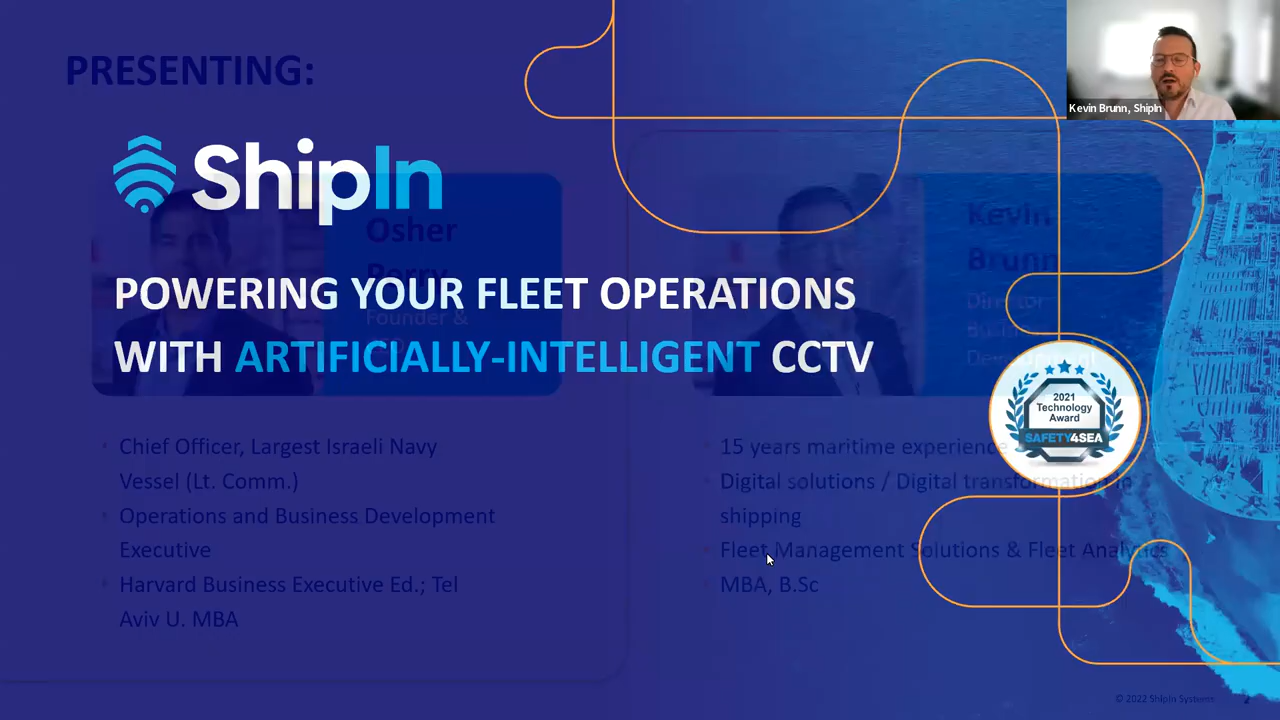 PRESENTING:
Kevin Brunn, ShipIn
ShipIn
Osher
Perry
Founder &
Kevin
Brunn
Director
POWERING YOUR FLEET OPERATIONS
WITH ARTIFICIALLY-INTELLIGENT CCTV
2021
Technology
Award
SAFETY4SEA
Chief Officer, Largest Israeli Navy
Vessel (Lt. Comm.)
Operations and Business Development
Executive
Harvard Business Executive Ed.; Tel
Aviv U. MBA
15 years maritime experience
Digital solutions / Digital transformation in
shipping
Fleet Management Solutions & Fleet Analytics
MBA, B.Sc
© 2022 ShipIn Systems